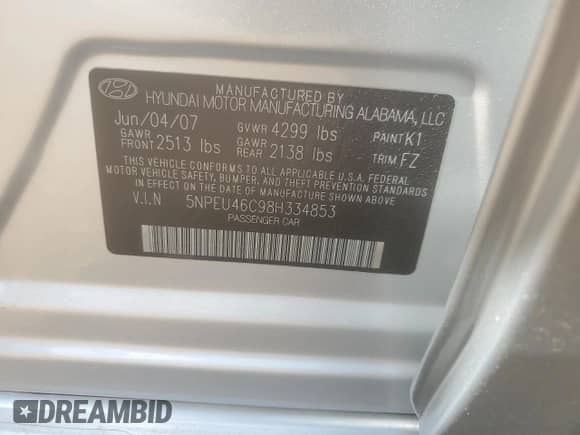 MANUFACTURED BY
HYUNDAI MOTOR MANUFACTURING ALABAMA, LLC
Jun/04/07 GVWR 4299 lbs PAINT K1
GAWR FRONT 2513 lbs GAWR REAR 2138 lbs TRIM FZ
THIS VEHICLE CONFORMS TO ALL APPLICABLE U.S.A FEDERAL
MOTOR VEHICLE SAFETY, BUMPER, AND THEFT PREVENTION STANDARDS
IN EFFECT ON THE DATE OF MANUFACTURE SHOWN ABOVE.
V.I.N 5NPEU46C98H334853
PASSENGER CAR
DREAMBID